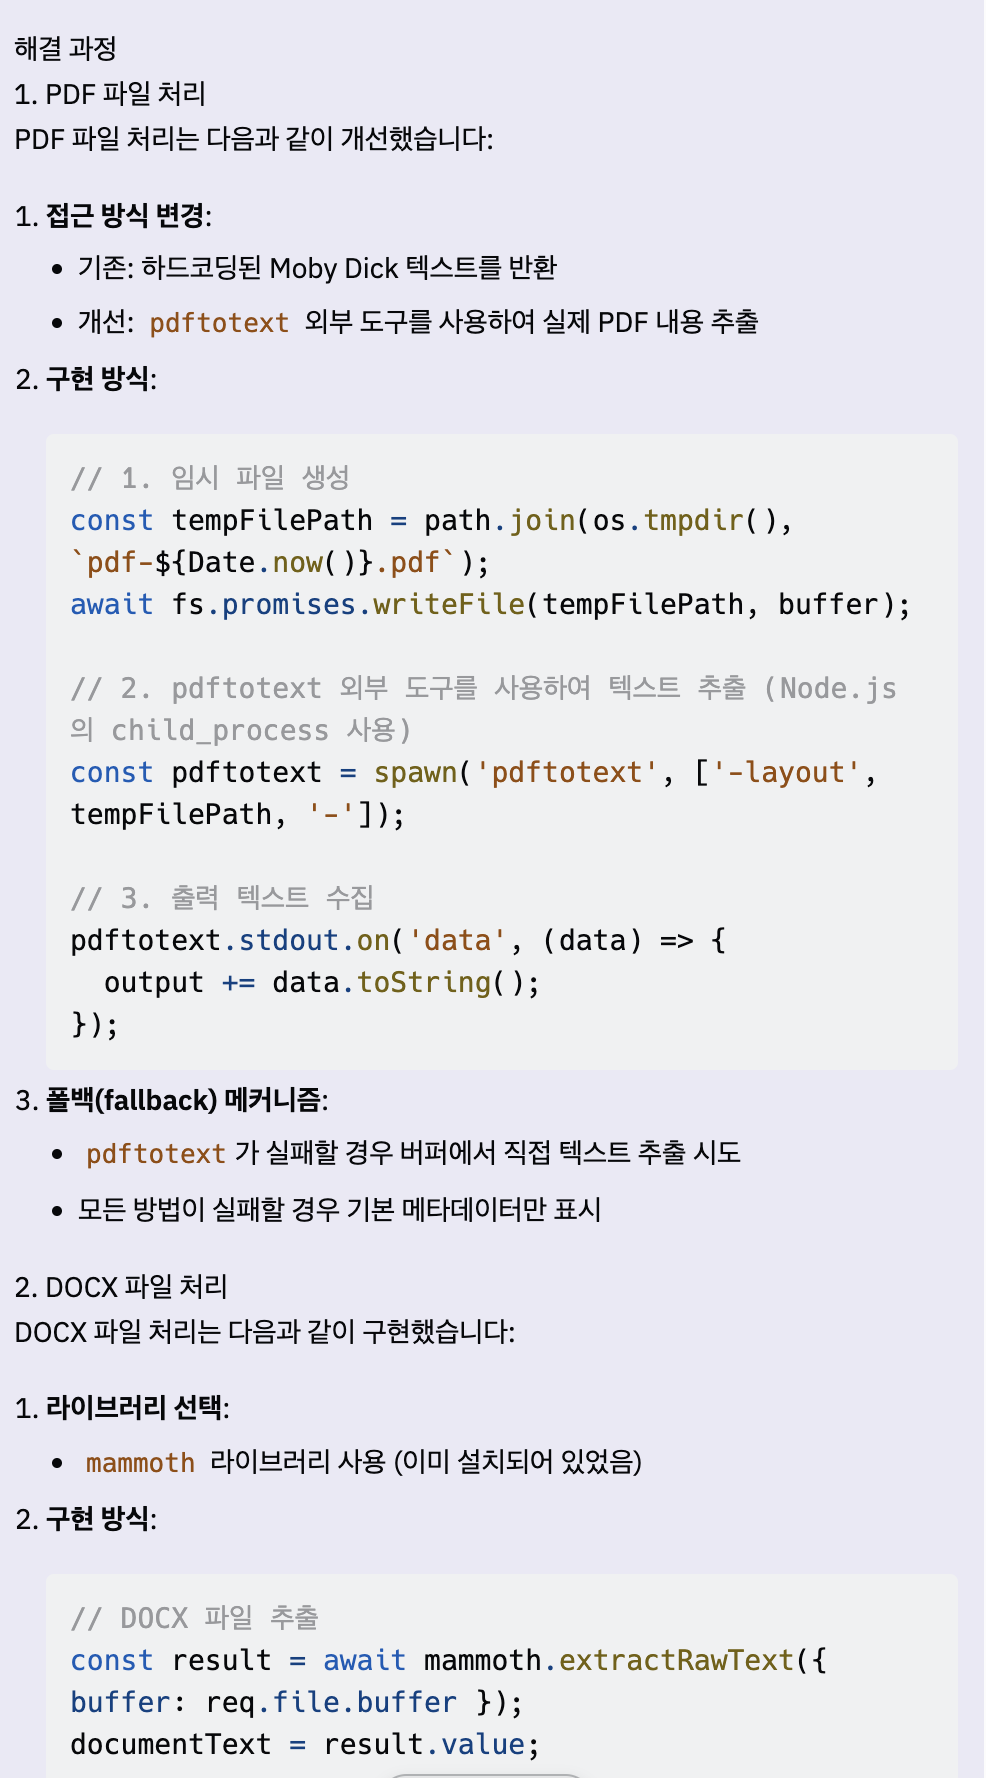 해결 과정
1. PDF 파일 처리
PDF 파일 처리는 다음과 같이 개선했습니다:
1. 접근 방식 변경:
• 기존: 하드코딩된 Moby Dick 텍스트를 반환
• 개선: pdftotext 외부 도구를 사용하여 실제 PDF 내용 추출
2. 구현 방식:
// 1. 임시 파일 생성
const tempFilePath = path.join(os.tmpdir(),
`pdf-${Date.now()}.pdf`);
await fs.promises.writeFile(tempFilePath, buffer);
// 2. pdftotext 외부 도구를 사용하여 텍스트 추출 (Node.js
의 child_process 사용)
const pdftotext = spawn('pdftotext', ['-layout',
tempFilePath, '-']);
// 3. 출력 텍스트 수집
pdftotext.stdout.on('data', (data) => {
  output += data.toString();
});
3. 폴백(fallback) 메커니즘:
• pdftotext 가 실패할 경우 버퍼에서 직접 텍스트 추출 시도
• 모든 방법이 실패할 경우 기본 메타데이터만 표시
2. DOCX 파일 처리
DOCX 파일 처리는 다음과 같이 구현했습니다:
1. 라이브러리 선택:
• mammoth 라이브러리 사용 (이미 설치되어 있었음)
2. 구현 방식:
// DOCX 파일 추출
const result = await mammoth.extractRawText({
buffer: req.file.buffer });
documentText = result.value;